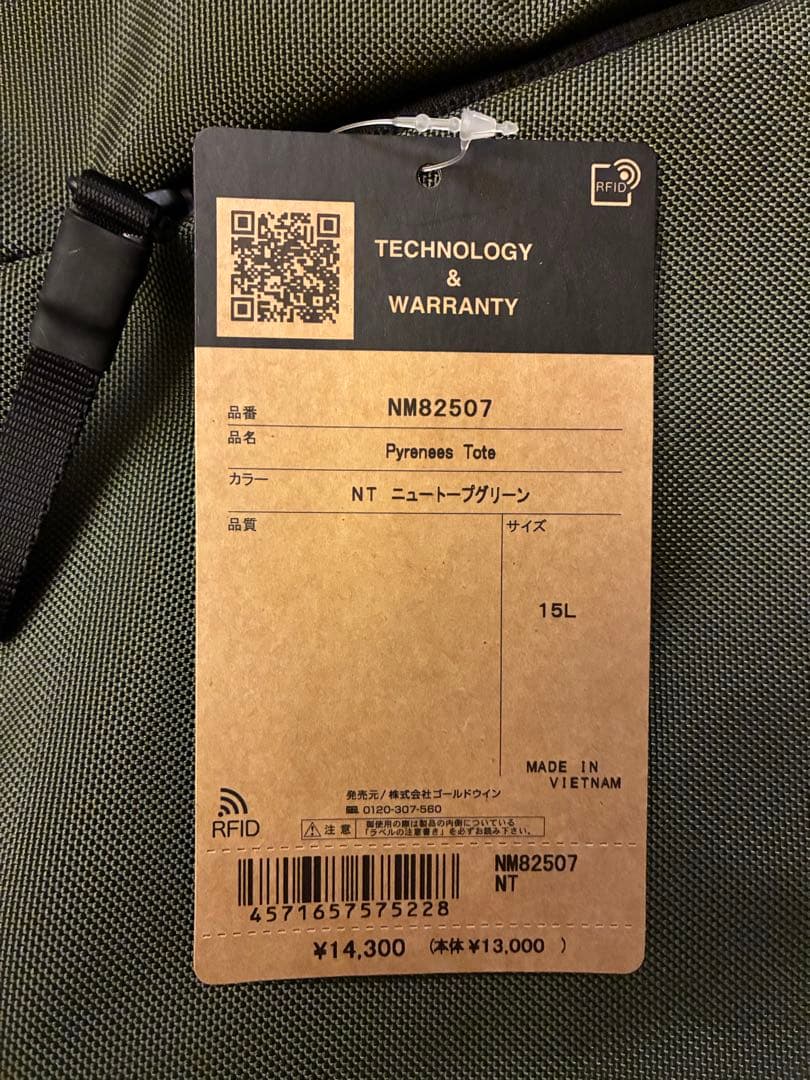 RFID
TECHNOLOGY
&
WARRANTY
品番 NM82507
品名 Pyrenees Tote
カラー NT ニュートープグリーン
品質 サイズ
15L
MADE IN
VIETNAM
発売元/株式会社ゴールドウイン
0120-307-560
RFID
注意 御使用の際は製品の内側についている
「ラベルの注意書き」を必ずお読み下さい。
4571657575228
NM82507
NT
¥14,300 (本体¥13,000 )